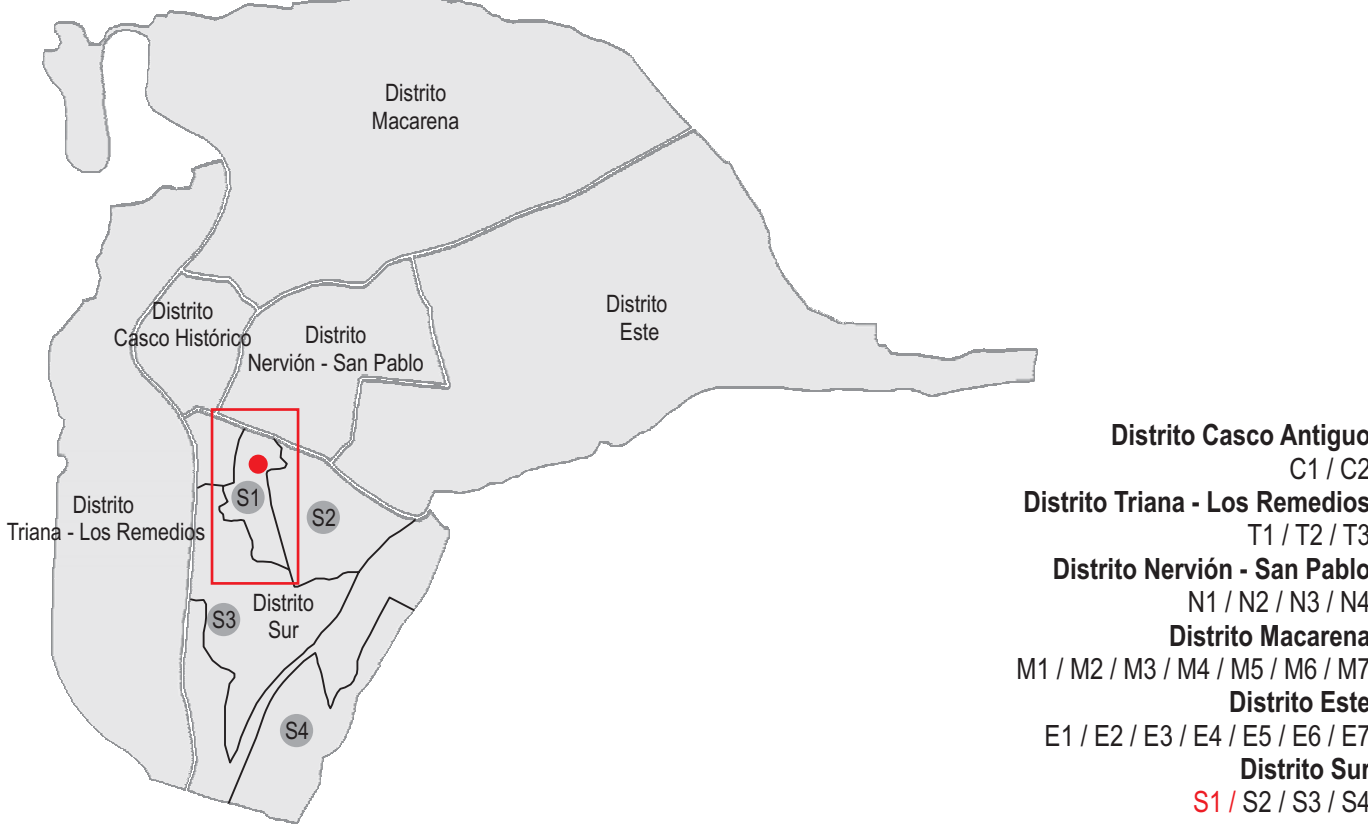 Distrito
Macarena
Distrito
Casco Histórico
Distrito
Nervión - San Pablo
Distrito
Este
Distrito
Triana - Los Remedios
S1
S2
Distrito
Sur
S3
S4
Distrito Casco Antiguo
C1 / C2
Distrito Triana - Los Remedios
T1 / T2 / T3
Distrito Nervión - San Pablo
N1 / N2 / N3 / N4
Distrito Macarena
M1 / M2 / M3 / M4 / M5 / M6 / M7
Distrito Este
E1 / E2 / E3 / E4 / E5 / E6 / E7
Distrito Sur
S1 / S2 / S3 / S4